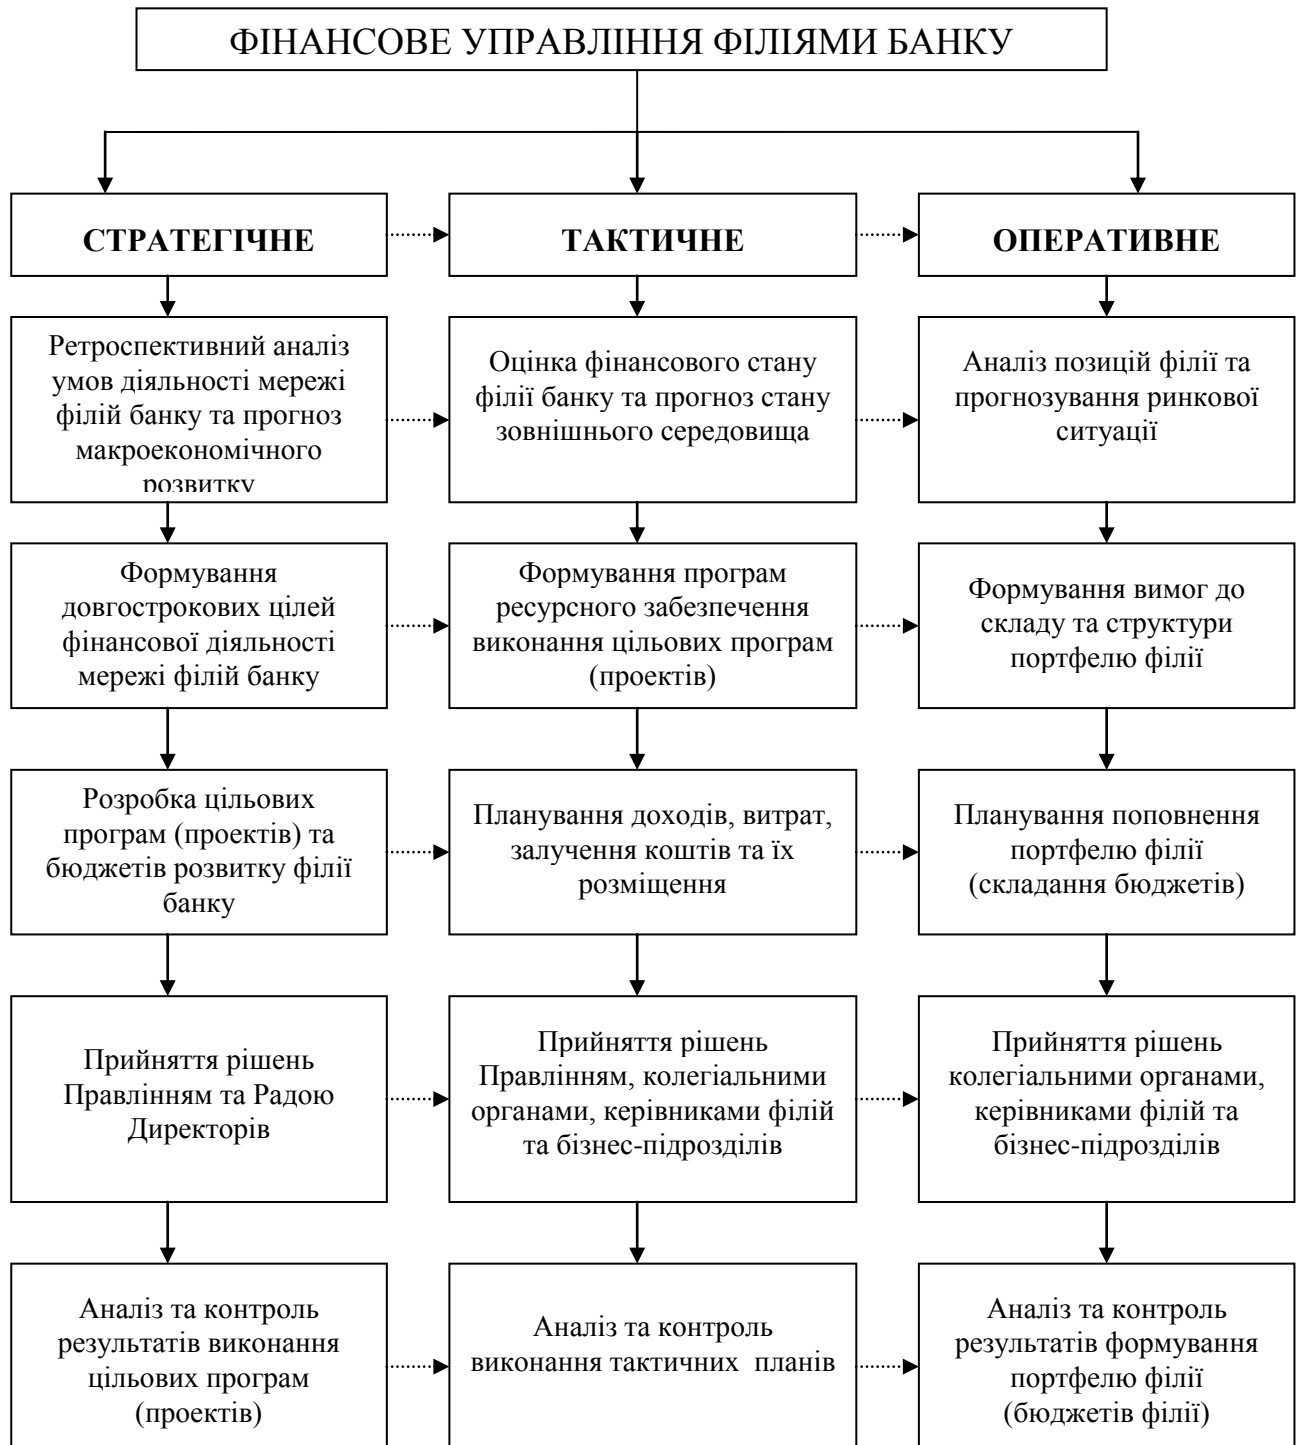 ФІНАНСОВЕ УПРАВЛІННЯ ФІЛІЯМИ БАНКУ
СТРАТЕГІЧНЕ
ТАКТИЧНЕ
ОПЕРАТИВНЕ
Ретроспективний аналіз
умов діяльності мережі
філій банку та прогноз
макроекономічного
розвитку
Оцінка фінансового стану
філії банку та прогноз стану
зовнішнього середовища
Аналіз позицій філії та
прогнозування ринкової
ситуації
Формування
довгострокових цілей
фінансової діяльності
мережі філій банку
Формування програм
ресурсного забезпечення
виконання цільових програм
(проектів)
Формування вимог до
складу та структури
портфелю філії
Розробка цільових
програм (проектів) та
бюджетів розвитку філії
банку
Планування доходів, витрат,
залучення коштів та їх
розміщення
Планування поповнення
портфелю філії
(складання бюджетів)
Прийняття рішень
Правлінням та Радою
Директорів
Прийняття рішень
Правлінням, колегіальними
органами, керівниками філій
та бізнес-підрозділів
Прийняття рішень
колегіальними органами,
керівниками філій та
бізнес-підрозділів
Аналіз та контроль
результатів виконання
цільових програм
(проектів)
Аналіз та контроль
виконання тактичних планів
Аналіз та контроль
результатів формування
портфелю філії
(бюджетів філії)